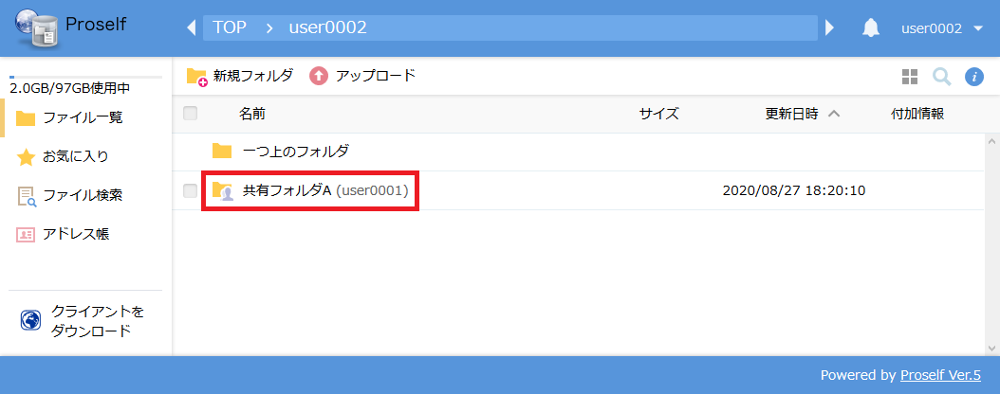 Proself
TOP > user0002
user0002
2.0GB/97GB使用中
ファイル一覧
お気に入り
ファイル検索
アドレス帳
クライアントを
ダウンロード
新規フォルダ アップロード
名前 サイズ 更新日時 付加情報
一つ上のフォルダ
共有フォルダA (user0001) 2020/08/27 18:20:10
Powered by Proself Ver.5